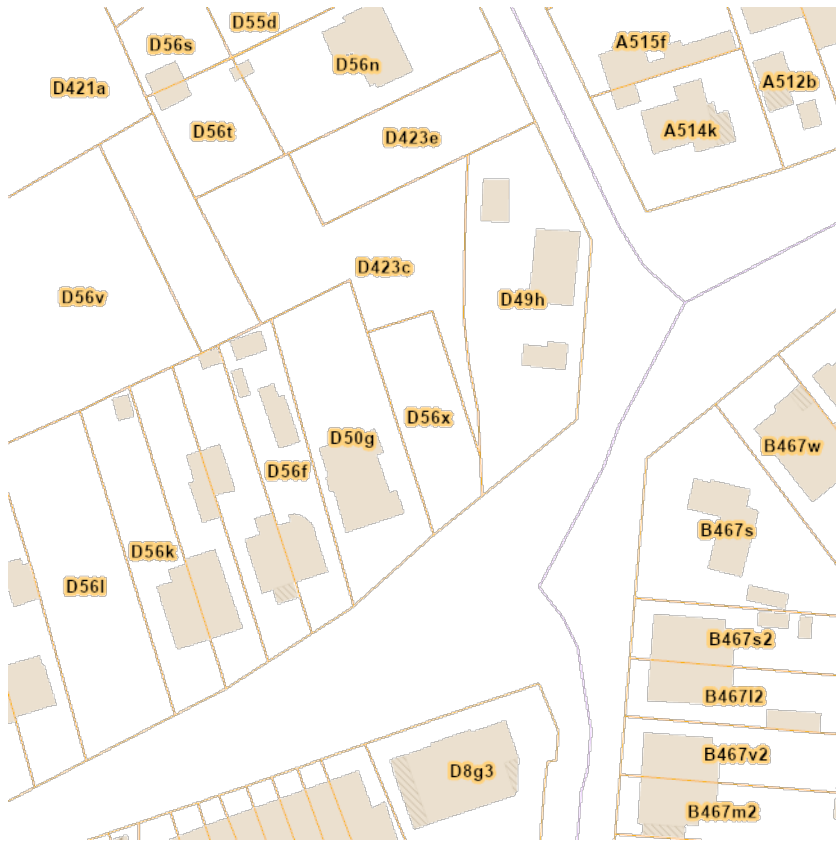 D55d
D56s
A515f
D56n
A512b
D421a
D56t
A514k
D423e
D423c
D56v
D49h
D56x
D50g
B467w
D56f
B467s
D56k
D56l
B467s2
B467l2
B467v2
D8g3
B467m2